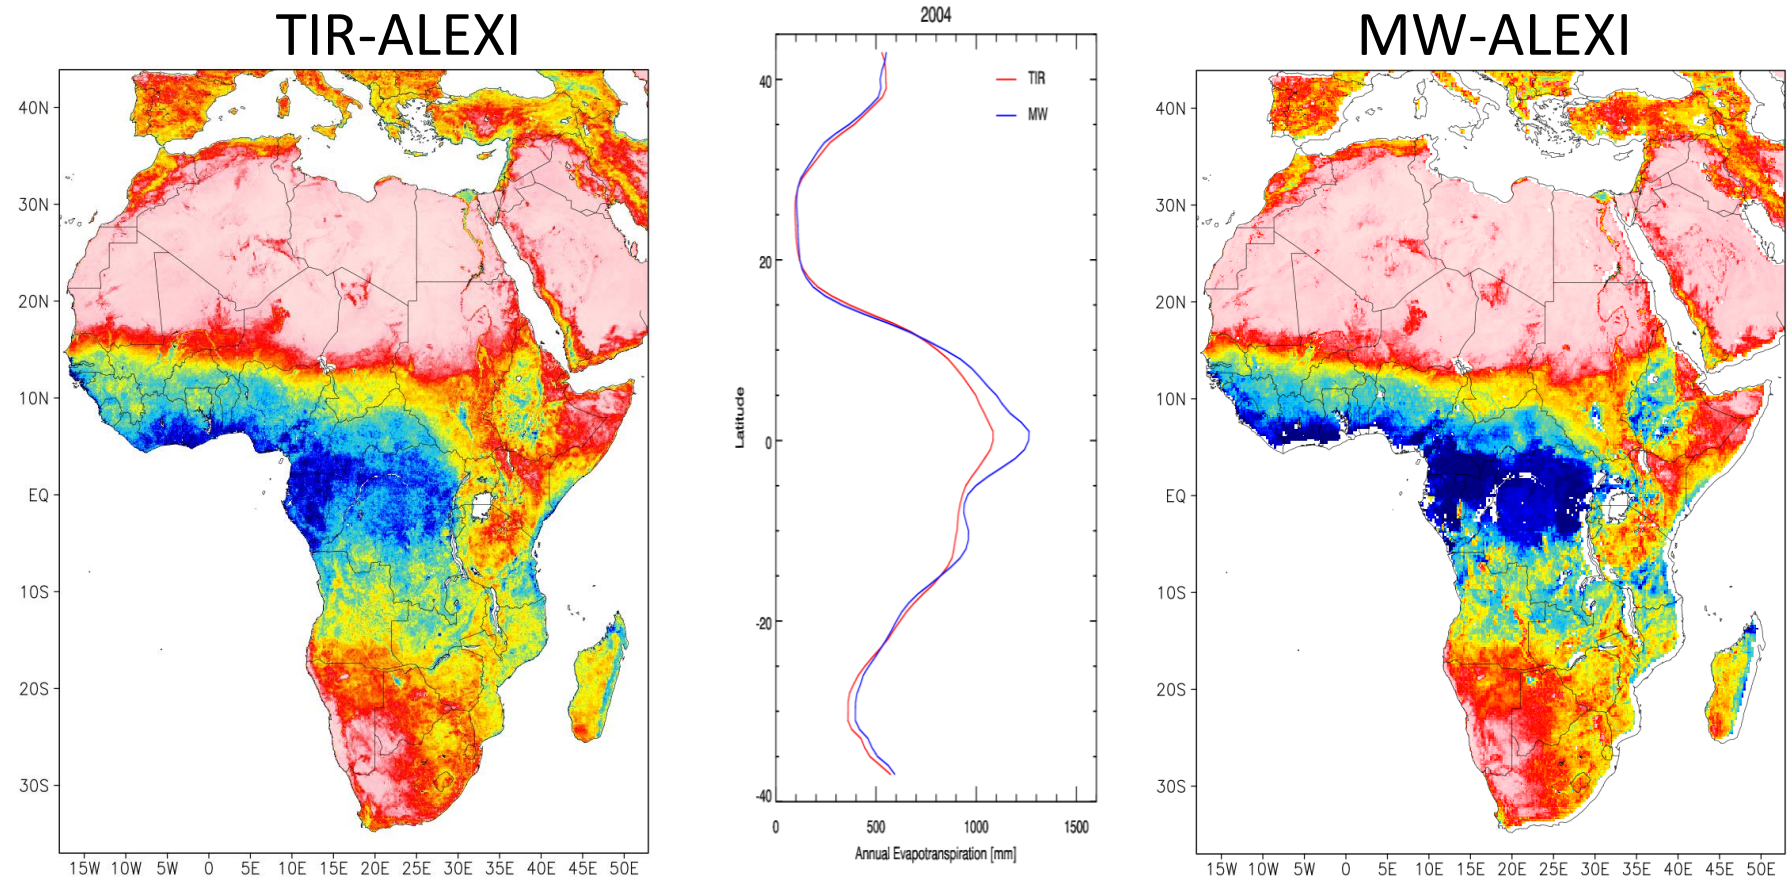 TIR-ALEXI
2004
MW-ALEXI
40N
30N
20N
10N
EQ
10S
20S
30S
15W 10W 5W 0 5E 10E 15E 20E 25E 30E 35E 40E 45E 50E
TIR
MW
40
20
0
-20
-40
Latitude
0 500 1000 1500
Annual Evapotranspiration [mm]
40N
30N
20N
10N
EQ
10S
20S
30S
15W 10W 5W 0 5E 10E 15E 20E 25E 30E 35E 40E 45E 50E